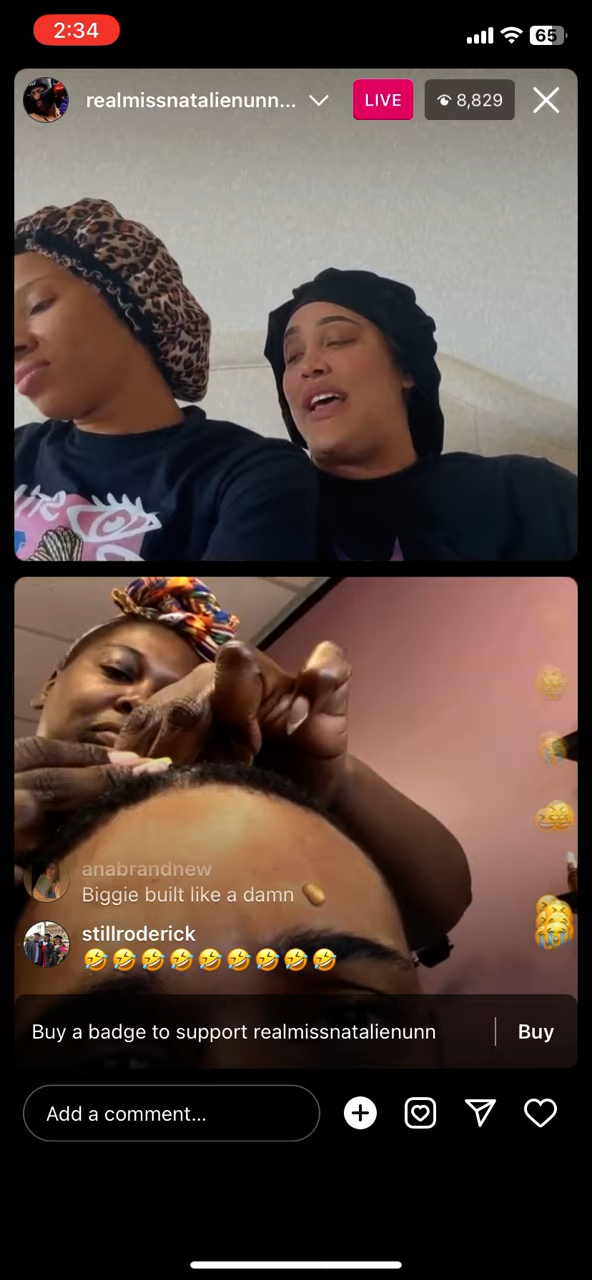 2:34
65
realmissnatalienunn...
LIVE
8,829
anabrandnew
Biggie built like a damn 🥔
stillroderick
🤣🤣🤣🤣🤣🤣🤣🤣🤣
Buy a badge to support realmissnatalienunn
Buy
Add a comment...